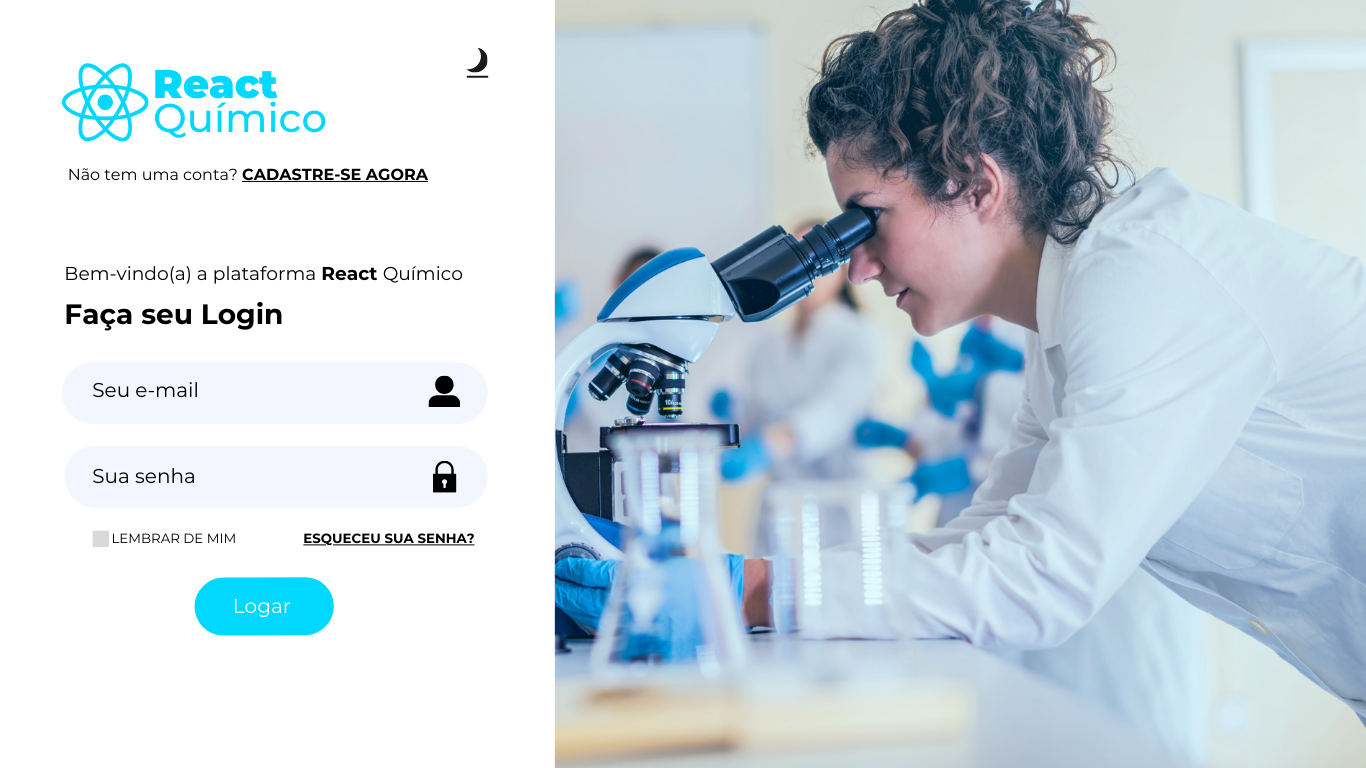 React
Químico
Não tem uma conta? CADASTRE-SE AGORA
Bem-vindo(a) a plataforma React Químico
Faça seu Login
Seu e-mail
Sua senha
LEMBRAR DE MIM ESQUECEU SUA SENHA?
Logar